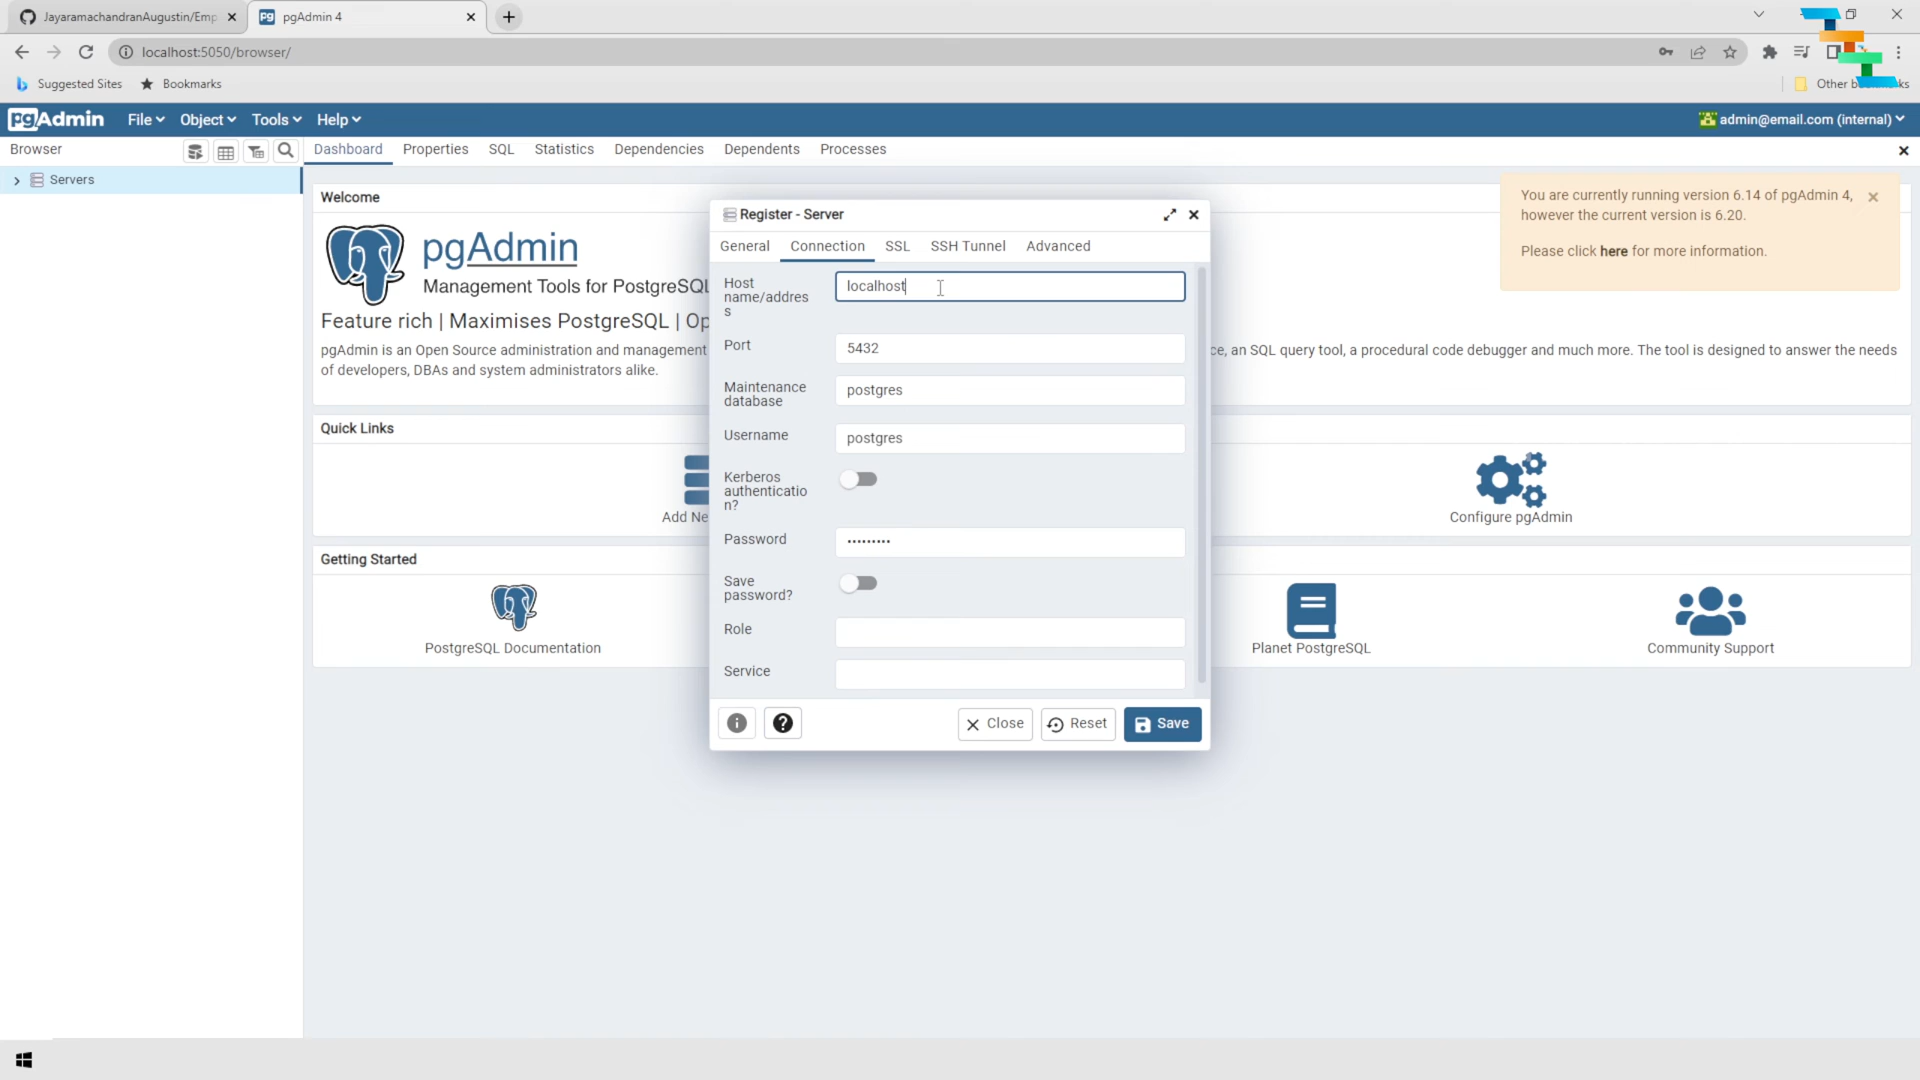 JayaramachandranAugustin/Emp
pgAdmin 4
localhost:5050/browser/
Suggested Sites
Bookmarks
Other bo
ks
pgAdmin
File
Object
Tools
Help
admin@email.com (internal)
Browser
Dashboard
Properties
SQL
Statistics
Dependencies
Dependents
Processes
Servers
Welcome
pgAdmin
Management Tools for PostgreSQL
Feature rich | Maximises PostgreSQL | Op
pgAdmin is an Open Source administration and management
ce, an SQL query tool, a procedural code debugger and much more. The tool is designed to answer the needs
of developers, DBAs and system administrators alike.
You are currently running version 6.14 of pgAdmin 4,
however the current version is 6.20.
Please click here for more information.
Quick Links
Add Ne
Configure pgAdmin
Getting Started
PostgreSQL Documentation
Planet PostgreSQL
Community Support
Register - Server
General
Connection
SSL
SSH Tunnel
Advanced
Host
name/addres
s
localhost
Port
5432
Maintenance
database
postgres
Username
postgres
Kerberos
authenticatio
n?
Password
•••••••••
Save
password?
Role
Service
Close
Reset
Save